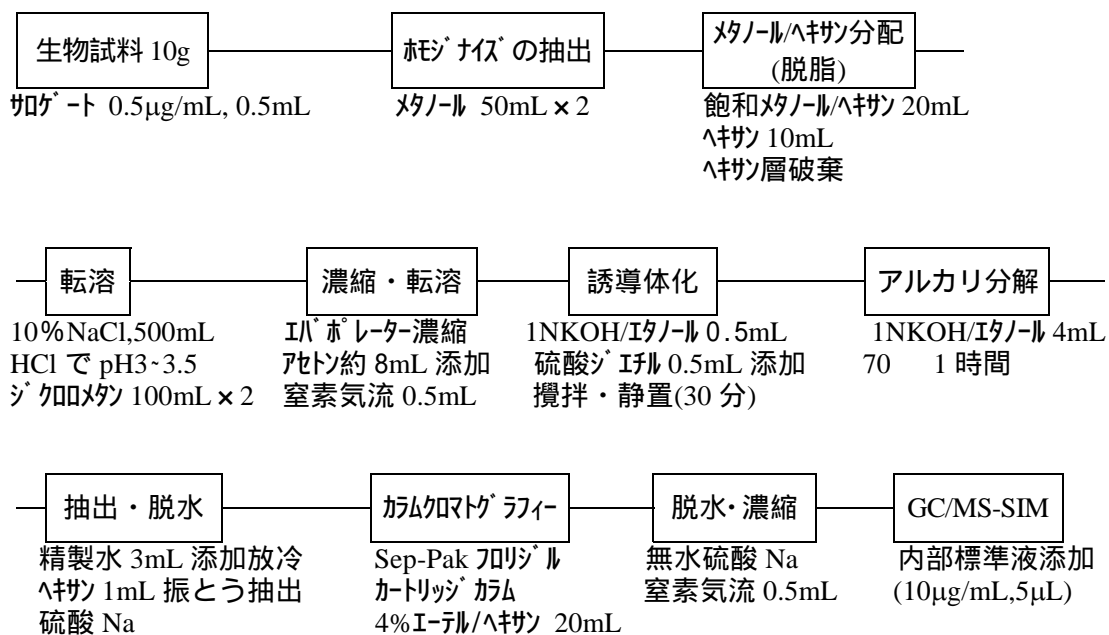 生物試料 10g
ﾎﾓｼﾞﾅｲｽﾞの抽出
ﾒﾀﾉｰﾙ/ﾍｷｻﾝ分配
(脱脂)
ｻﾛｹﾞｰﾄ 0.5μg/mL, 0.5mL
ﾒﾀﾉｰﾙ 50mL×2
飽和ﾒﾀﾉｰﾙ/ﾍｷｻﾝ 20mL
ﾍｷｻﾝ 10mL
ﾍｷｻﾝ層破棄
転溶
濃縮・転溶
誘導体化
アルカリ分解
10%NaCl,500mL
HCl で pH3~3.5
ｼﾞｸﾛﾛﾒﾀﾝ 100mL×2
ｴﾊﾞﾎﾟﾚｰﾀｰ濃縮
ｱｾﾄﾝ約 8mL 添加
窒素気流 0.5mL
1NKOH/ｴﾀﾉｰﾙ 0.5mL
硫酸ｼﾞｴﾁﾙ 0.5mL 添加
攪拌・静置(30 分)
1NKOH/ｴﾀﾉｰﾙ 4mL
70 1 時間
抽出・脱水
ｶﾗﾑｸﾛﾏﾄｸﾞﾗﾌｨｰ
脱水・濃縮
GC/MS-SIM
精製水 3mL 添加放冷
ﾍｷｻﾝ 1mL 振とう抽出
硫酸 Na
Sep-Pak ﾌﾛﾘｼﾞﾙ
ｶｰﾄﾘｯｼﾞｶﾗﾑ
4%ｴｰﾃﾙ/ﾍｷｻﾝ 20mL
無水硫酸 Na
窒素気流 0.5mL
内部標準液添加
(10μg/mL,5μL)